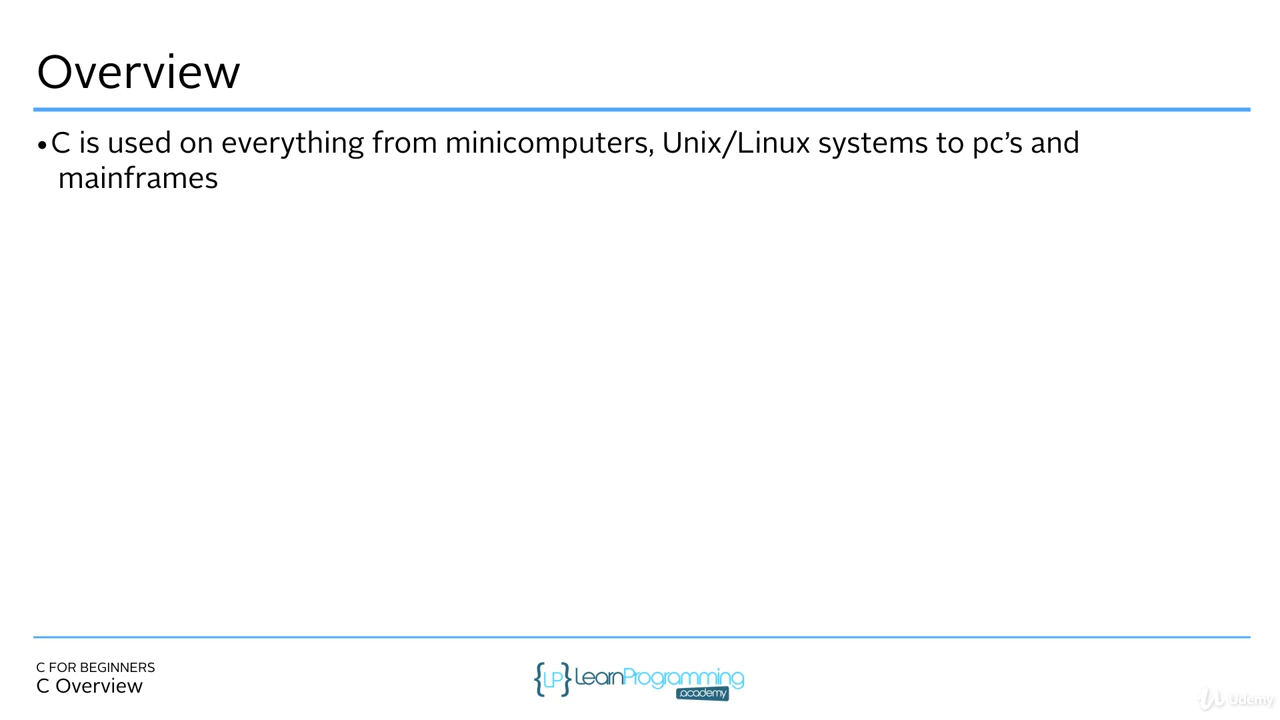 Overview
•C is used on everything from minicomputers, Unix/Linux systems to pc’s and
mainframes
C FOR BEGINNERS
C Overview
{LP}LearnProgramming
.academy
Udemy